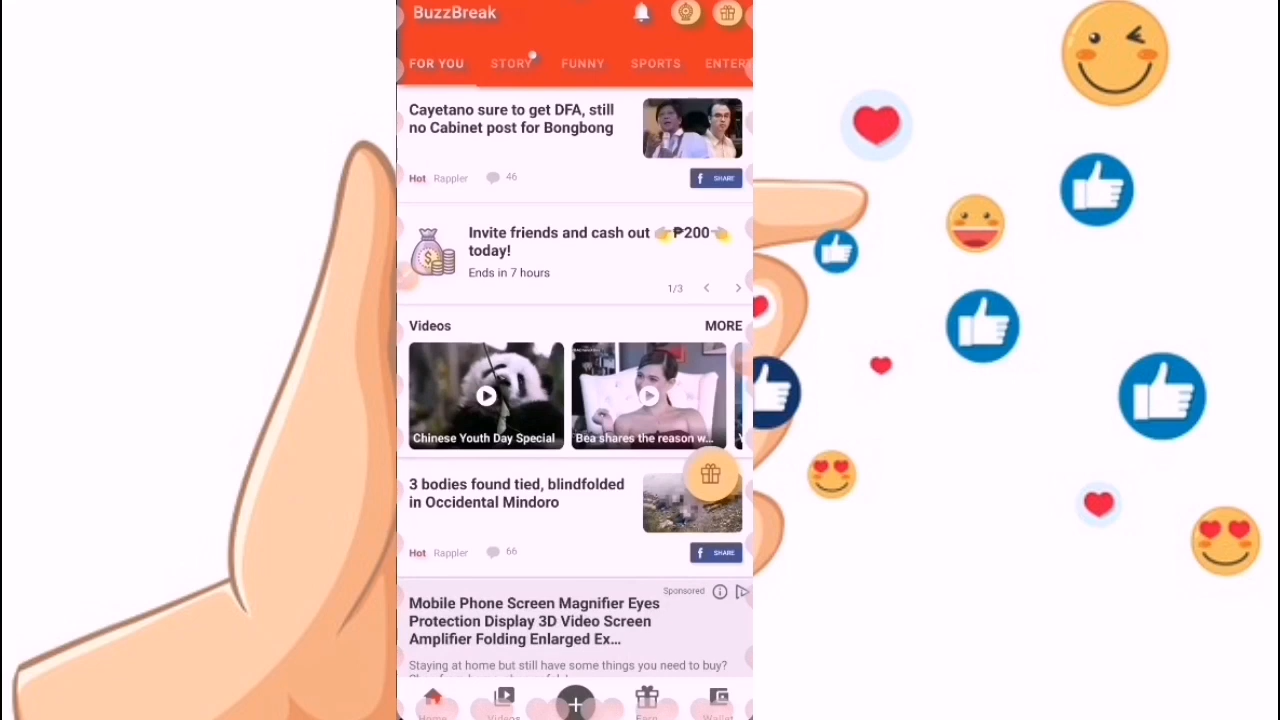 BuzzBreak
FOR YOU STORY FUNNY SPORTS ENTER
Cayetano sure to get DFA, still
no Cabinet post for Bongbong
Hot Rappler 46
f SHARE
Invite friends and cash out 👉₱200👈
today!
Ends in 7 hours
1/3
Videos MORE
Chinese Youth Day Special
Bea shares the reason w...
3 bodies found tied, blindfolded
in Occidental Mindoro
Hot Rappler 66
f SHARE
Sponsored
Mobile Phone Screen Magnifier Eyes
Protection Display 3D Video Screen
Amplifier Folding Enlarged Ex...
Staying at home but still have some things you need to buy?
Home Videos Earn Wallet